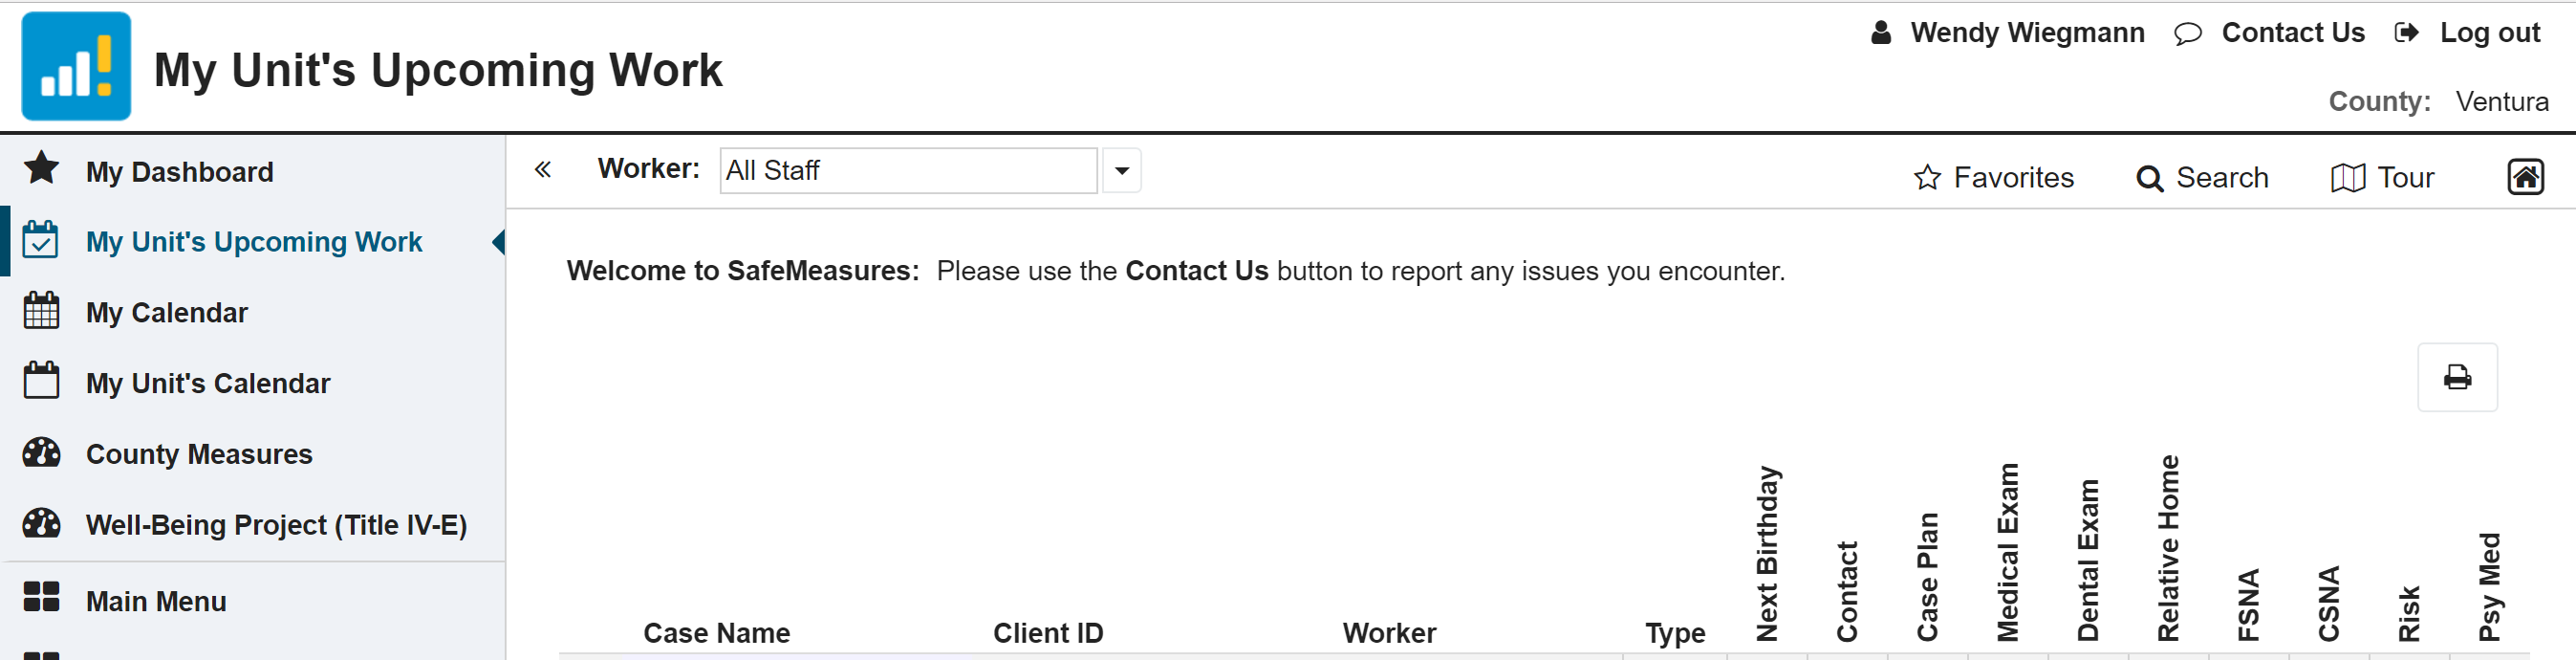 My Unit's Upcoming Work
Wendy Wiegmann Contact Us Log out
County: Ventura
My Dashboard
My Unit's Upcoming Work
My Calendar
My Unit's Calendar
County Measures
Well-Being Project (Title IV-E)
Main Menu
Worker: All Staff
Favorites Search Tour
Welcome to SafeMeasures: Please use the Contact Us button to report any issues you encounter.
Case Name Client ID Worker Type Next Birthday Contact Case Plan Medical Exam Dental Exam Relative Home FSNA CSNA Risk Psy Med